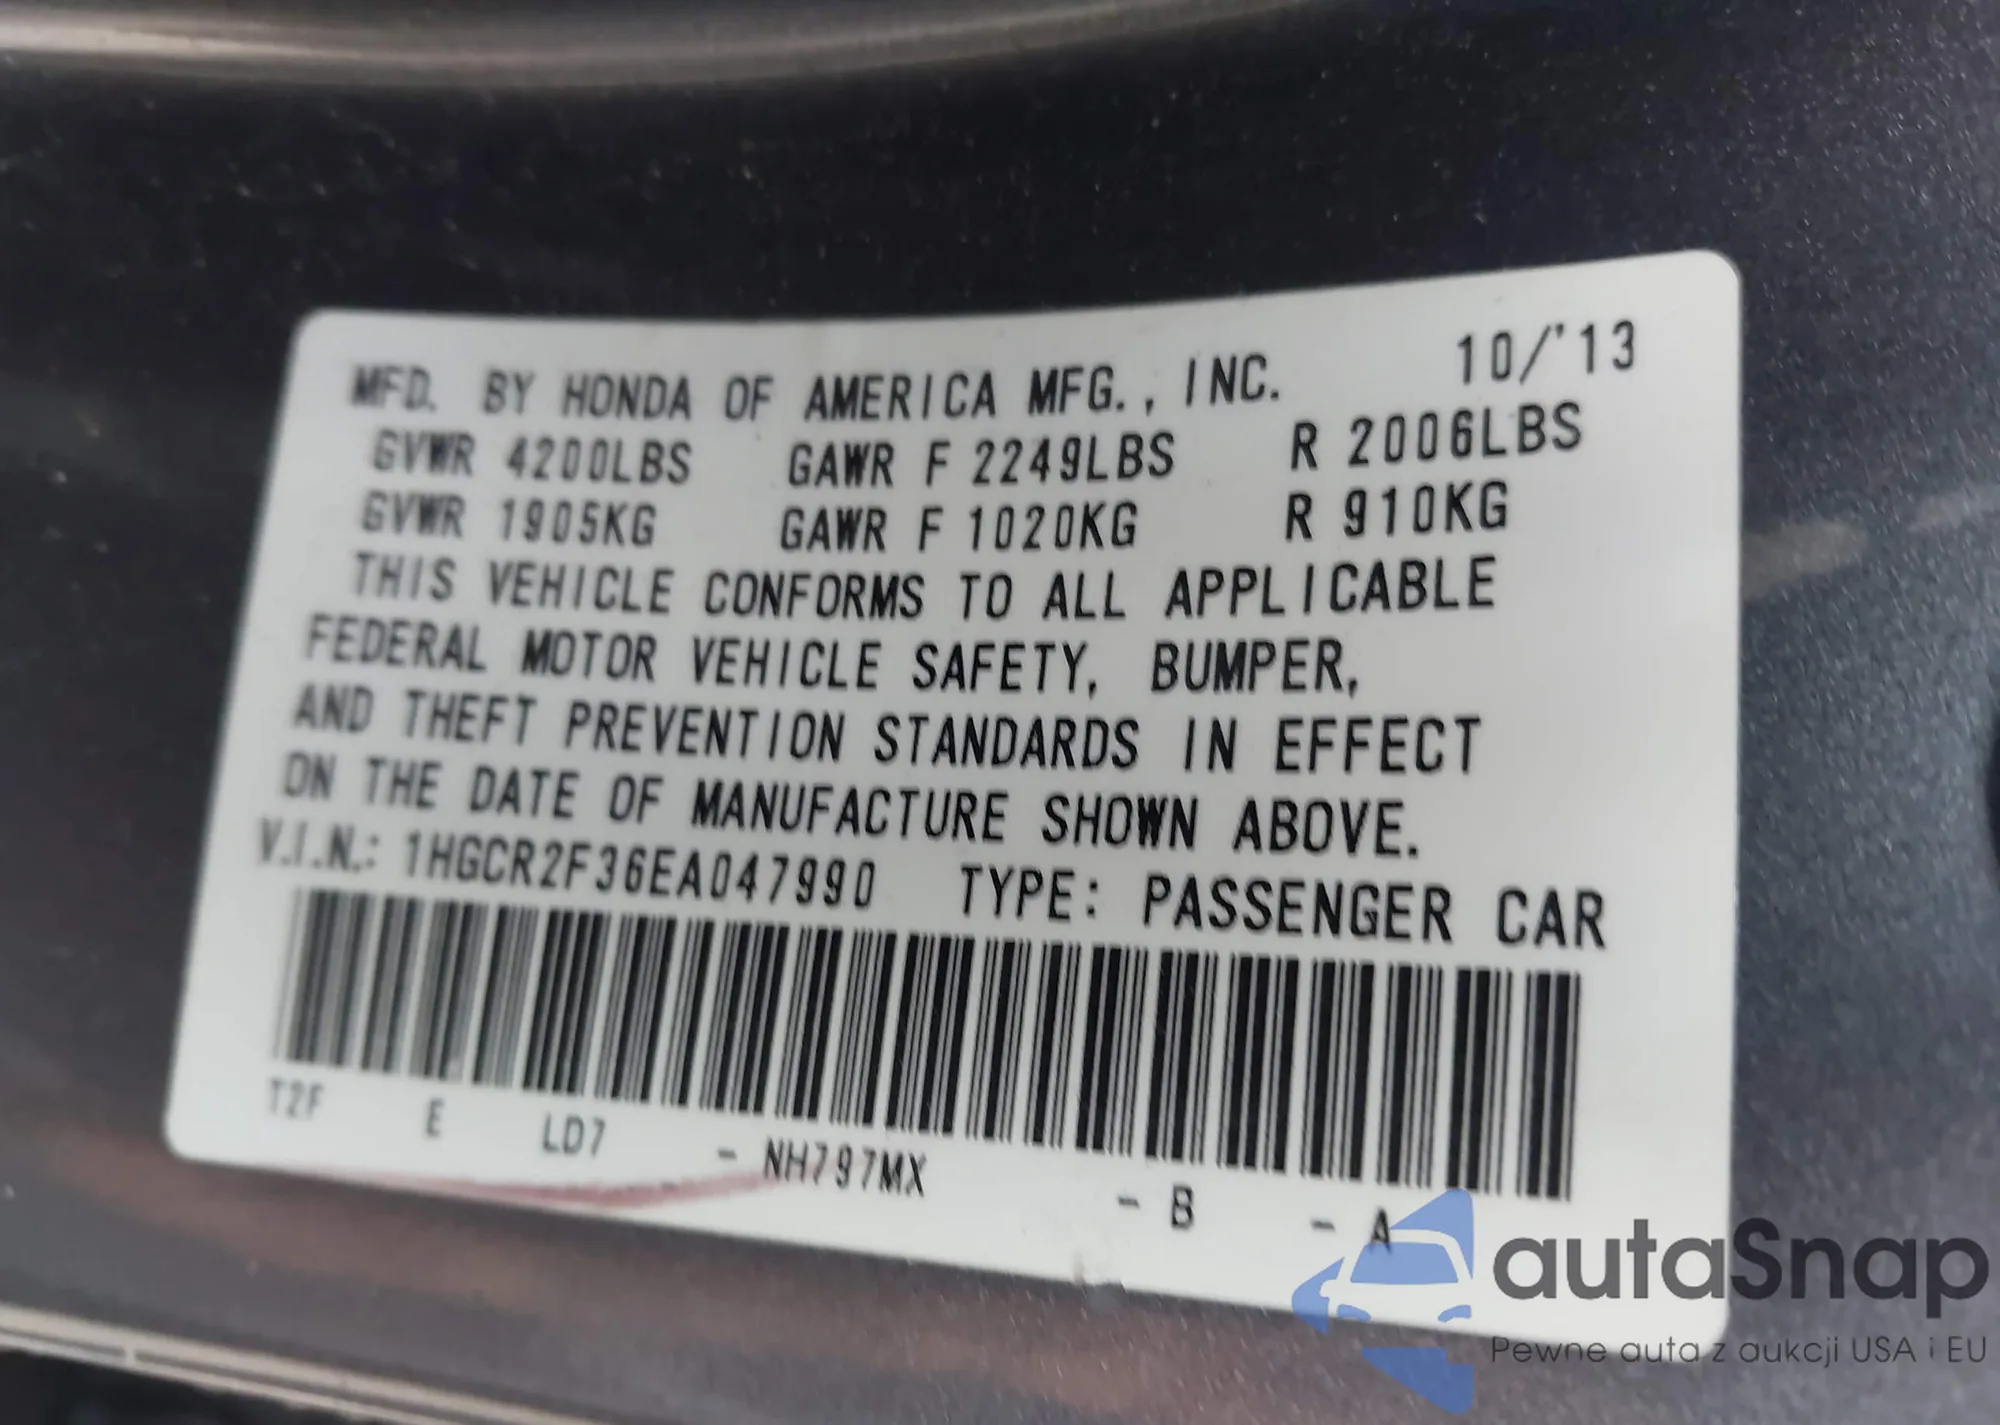 MFD. BY HONDA OF AMERICA MFG., INC. 10/'13
GVWR 4200LBS GAWR F 2249LBS R 2006LBS
GVWR 1905KG GAWR F 1020KG R 910KG
THIS VEHICLE CONFORMS TO ALL APPLICABLE
FEDERAL MOTOR VEHICLE SAFETY, BUMPER,
AND THEFT PREVENTION STANDARDS IN EFFECT
ON THE DATE OF MANUFACTURE SHOWN ABOVE.
V.I.N.: 1HGCR2F36EA047990 TYPE: PASSENGER CAR
T2F E LD7 - NH797MX - B - A
autaSnap
Pewne auta z aukcji USA i EU